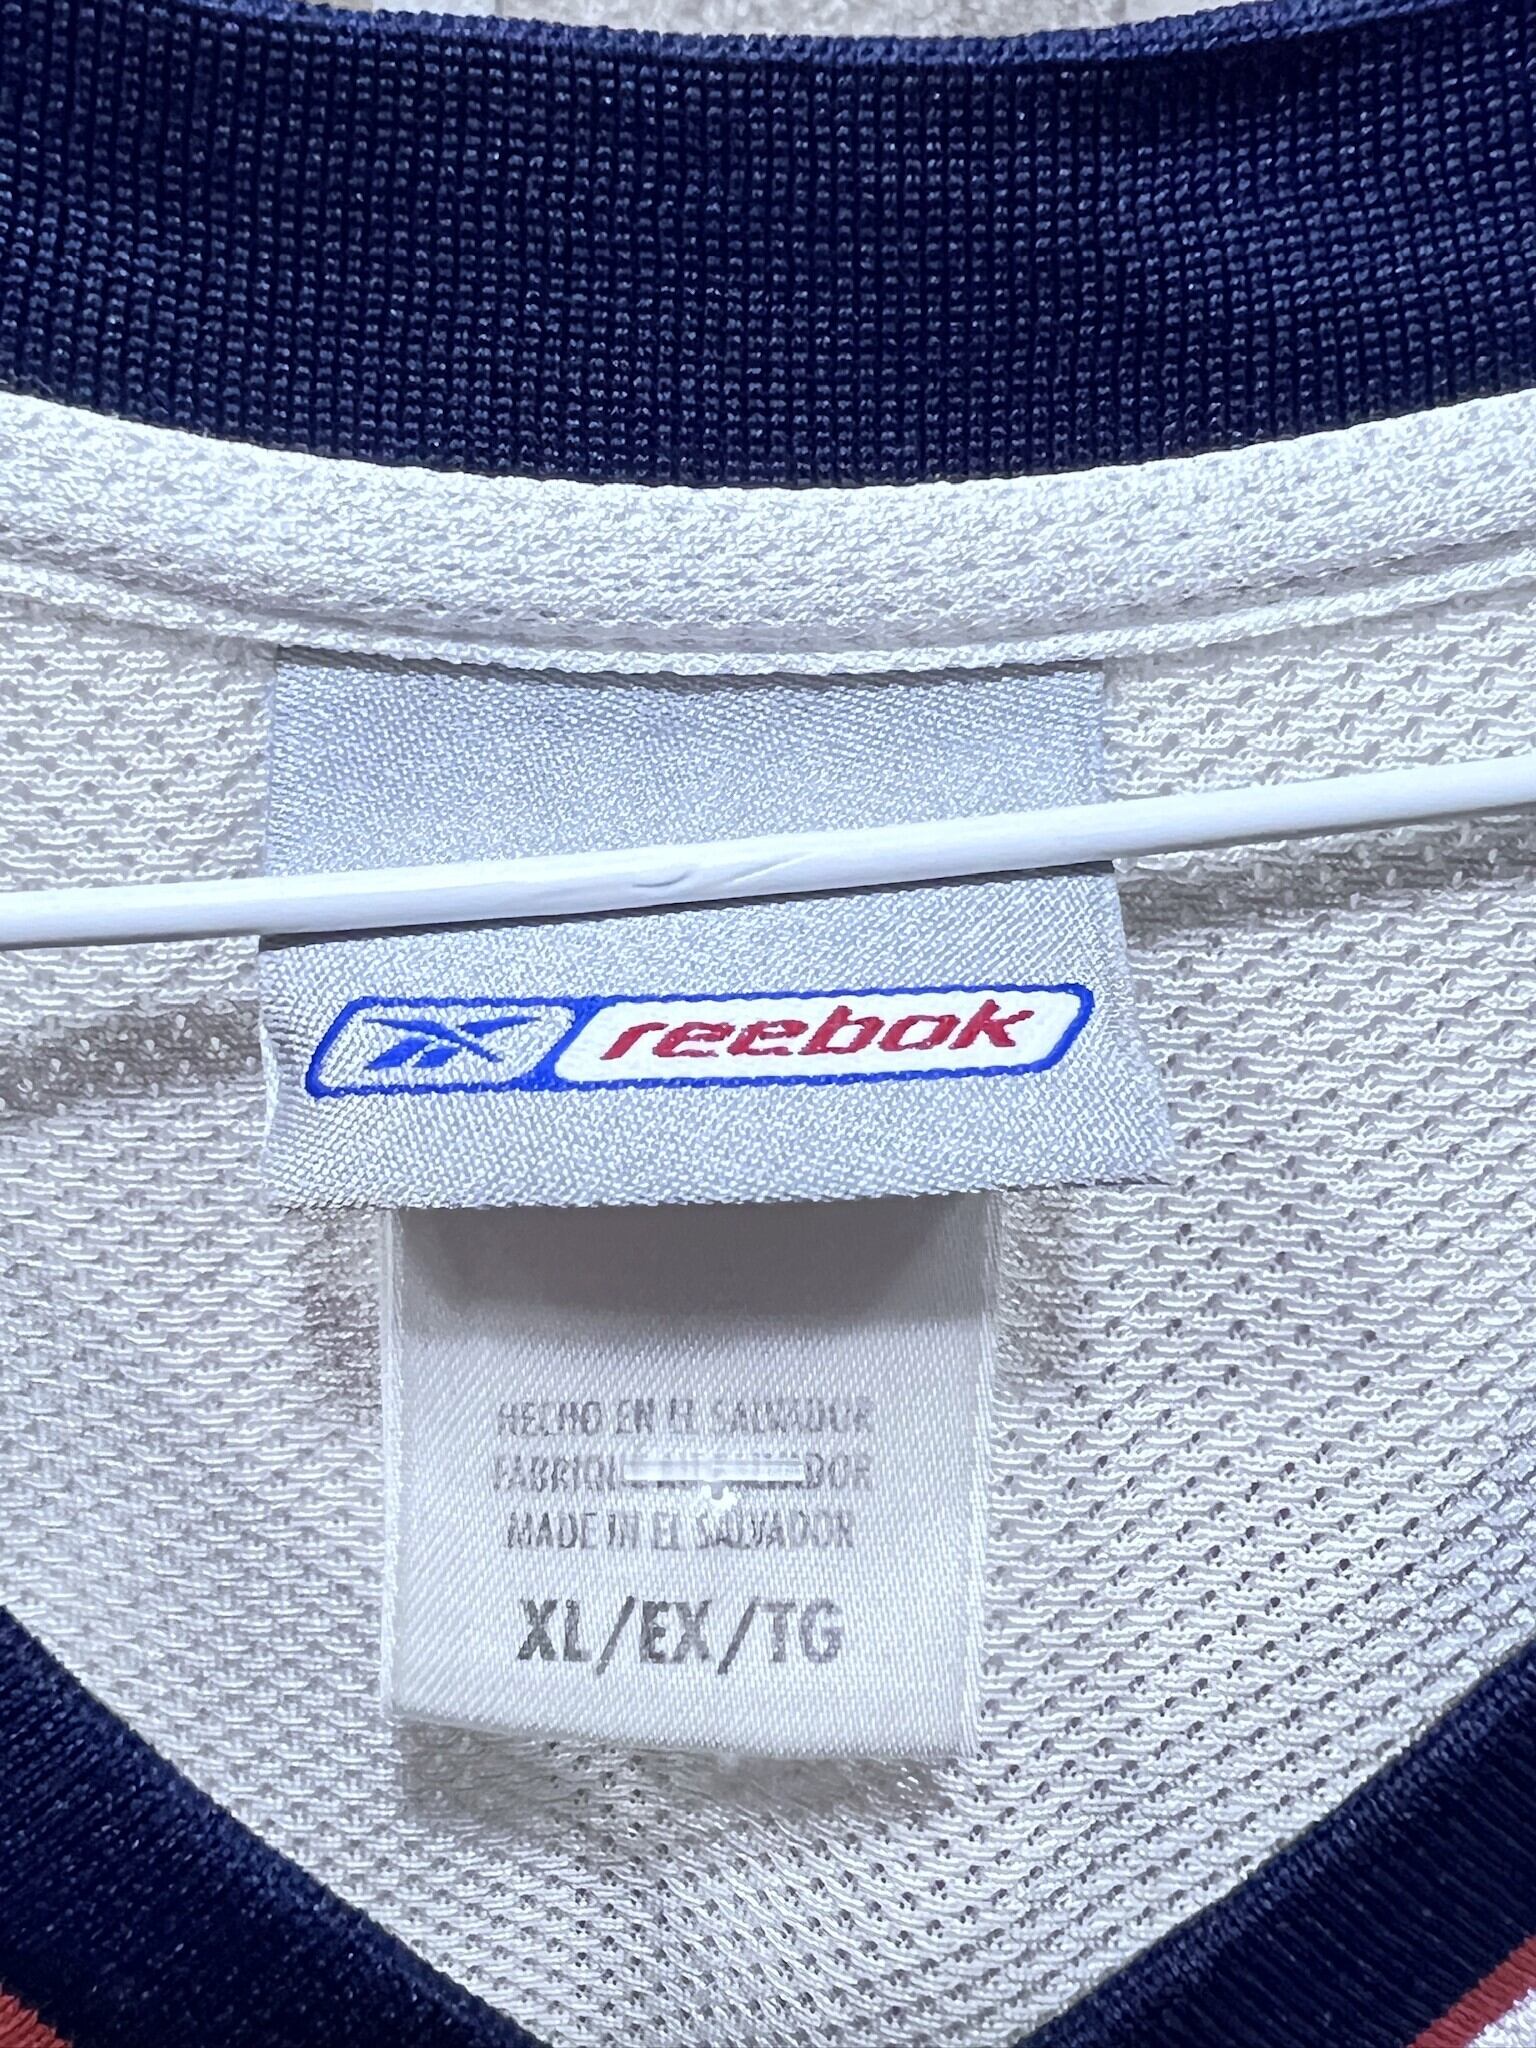 reebok
HECHO EN EL SALVADOR
MADE IN EL SALVADOR
XL/EX/TG